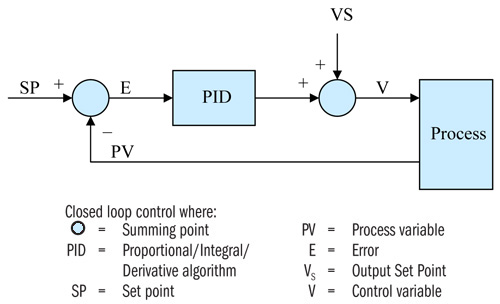 VS
+
SP + E PID + V
Process
−
PV
Closed loop control where:
= Summing point
PID = Proportional/Integral/
Derivative algorithm
SP = Set point
PV = Process variable
E = Error
VS = Output Set Point
V = Control variable